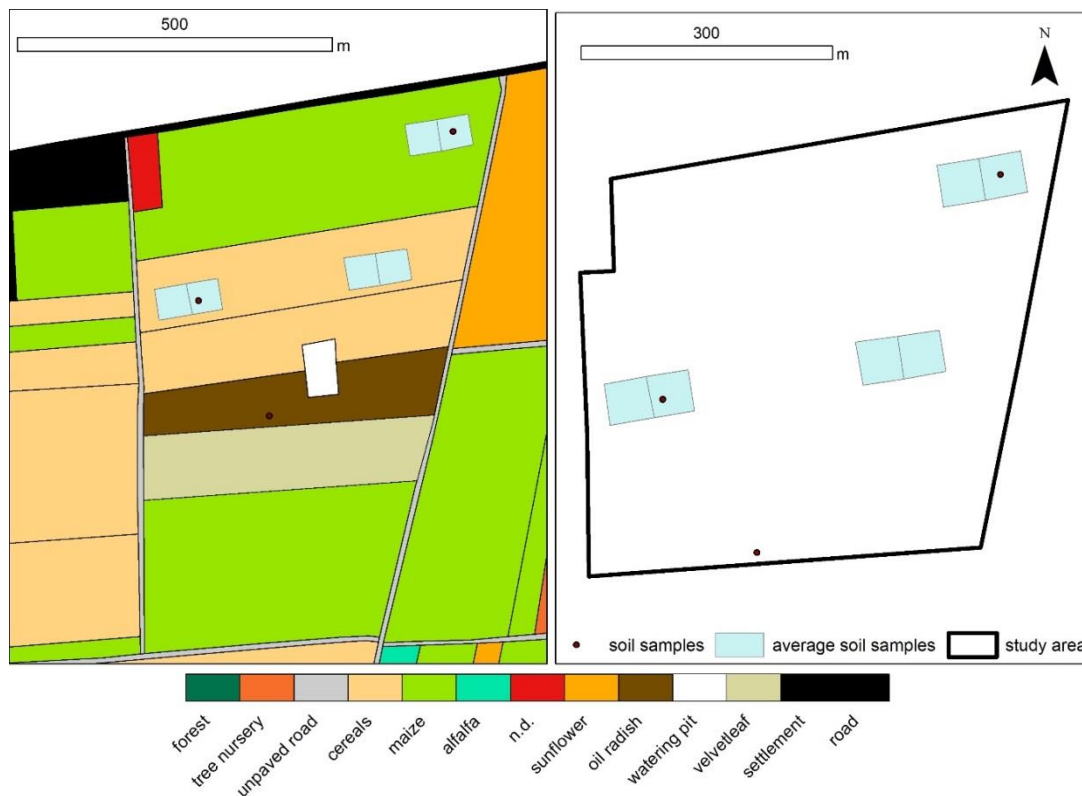 500
m
300
m
N
soil samples
average soil samples
study area
forest
tree nursery
unpaved road
cereals
maize
alfalfa
n.d.
sunflower
oil radish
watering pit
velvetleaf
settlement
road